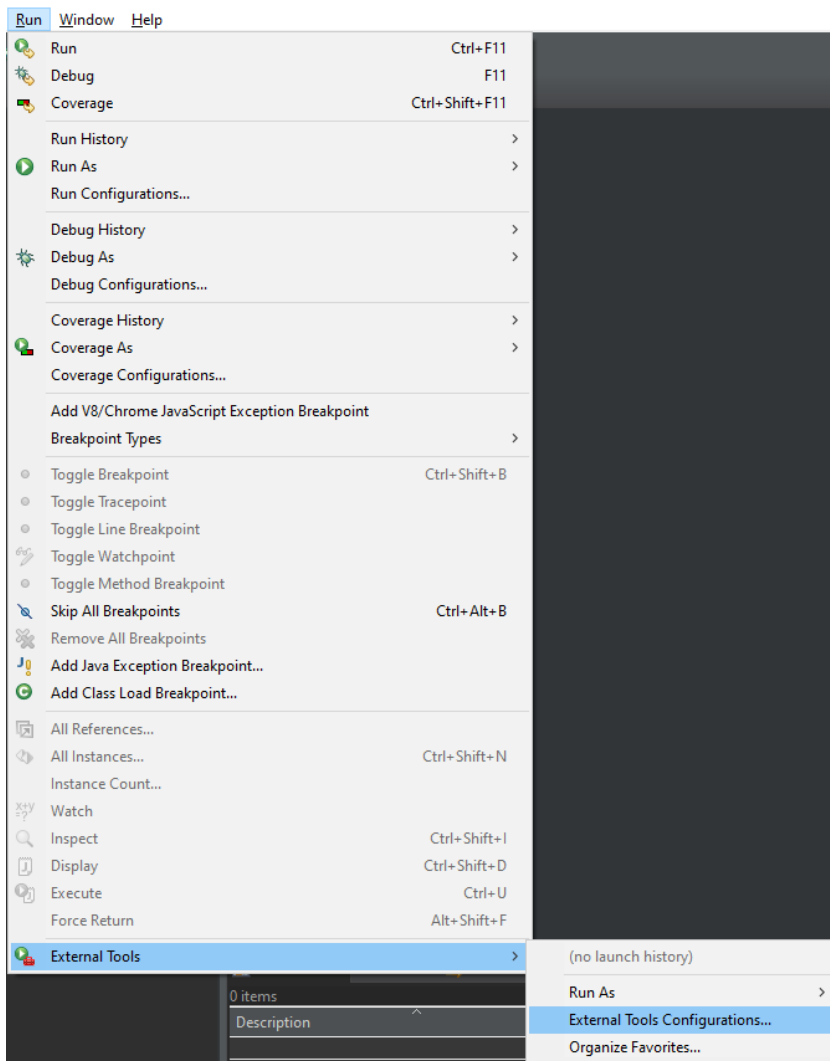 Run Window Help
Run Ctrl+F11
Debug F11
Coverage Ctrl+Shift+F11
Run History
Run As
Run Configurations...
Debug History
Debug As
Debug Configurations...
Coverage History
Coverage As
Coverage Configurations...
Add V8/Chrome JavaScript Exception Breakpoint
Breakpoint Types
Toggle Breakpoint Ctrl+Shift+B
Toggle Tracepoint
Toggle Line Breakpoint
Toggle Watchpoint
Toggle Method Breakpoint
Skip All Breakpoints Ctrl+Alt+B
Remove All Breakpoints
Add Java Exception Breakpoint...
Add Class Load Breakpoint...
All References...
All Instances... Ctrl+Shift+N
Instance Count...
Watch
Inspect Ctrl+Shift+I
Display Ctrl+Shift+D
Execute Ctrl+U
Force Return Alt+Shift+F
External Tools
(no launch history)
Run As
External Tools Configurations...
Organize Favorites...
0 items
Description